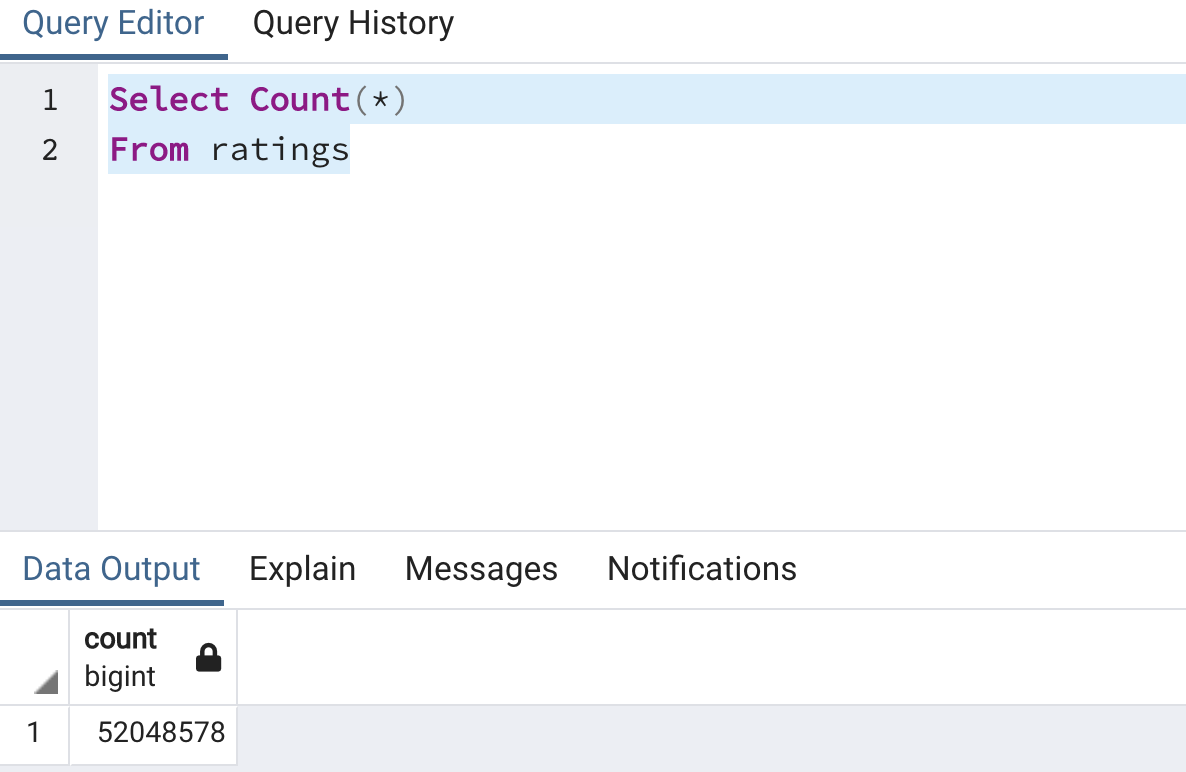 Query Editor Query History
1 Select Count(*)
2 From ratings
Data Output Explain Messages Notifications
count
bigint
1 52048578